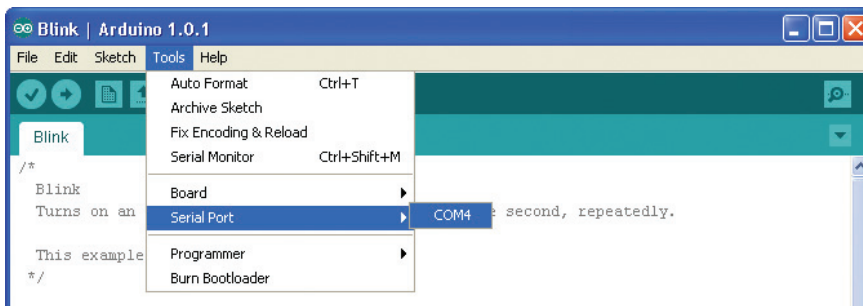 Blink | Arduino 1.0.1
File Edit Sketch Tools Help
Auto Format Ctrl+T
Archive Sketch
Fix Encoding & Reload
Serial Monitor Ctrl+Shift+M
Board
Serial Port COM4
Programmer
Burn Bootloader
Blink
/*
Blink
Turns on an second, repeatedly.
This example
*/